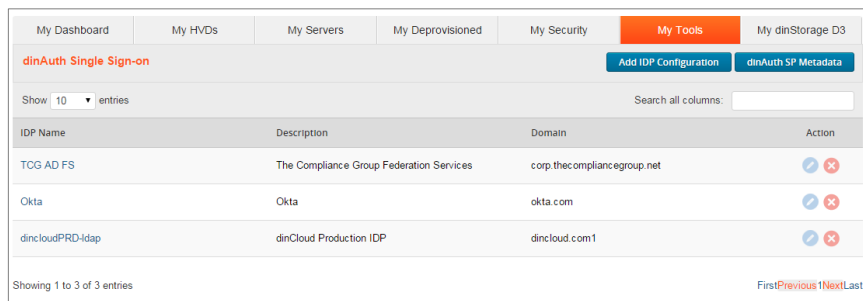 My Dashboard My HVDs My Servers My Deprovisioned My Security My Tools My dinStorage D3
dinAuth Single Sign-on Add IDP Configuration dinAuth SP Metadata
Show 10 entries Search all columns:
IDP Name Description Domain Action
TCG AD FS The Compliance Group Federation Services corp.thecompliancegroup.net
Okta Okta okta.com
dincloudPRD-ldap dinCloud Production IDP dincloud.com1
Showing 1 to 3 of 3 entries FirstPrevious1NextLast